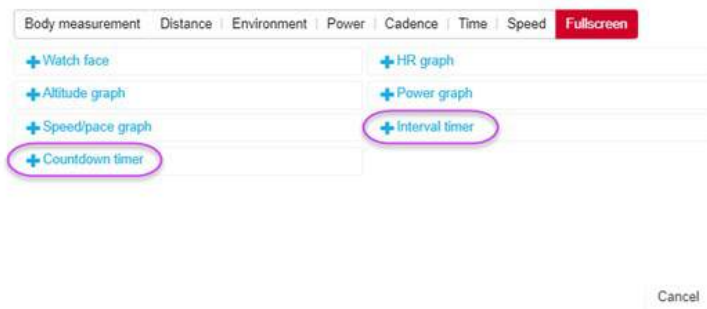 Body measurement Distance Environment Power Cadence Time Speed Fullscreen
Watch face HR graph
Altitude graph Power graph
Speed/pace graph Interval timer
Countdown timer
Cancel